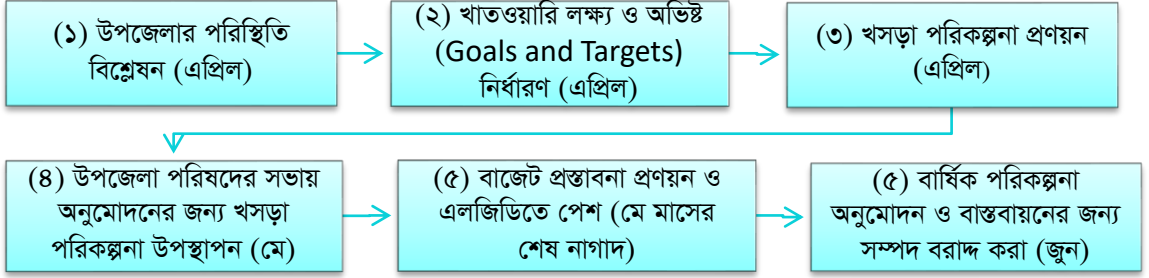 (১) উপজেলার পরিস্থিতি
বিশ্লেষন (এপ্রিল)
(২) খাতওয়ারি লক্ষ্য ও অভিষ্ট
(Goals and Targets)
নির্ধারণ (এপ্রিল)
(৩) খসড়া পরিকল্পনা প্রণয়ন
(এপ্রিল)
(৪) উপজেলা পরিষদের সভায়
অনুমোদনের জন্য খসড়া
পরিকল্পনা উপস্থাপন (মে)
(৫) বাজেট প্রস্তাবনা প্রণয়ন ও
এলজিডিতে পেশ (মে মাসের
শেষ নাগাদ)
(৫) বার্ষিক পরিকল্পনা
অনুমোদন ও বাস্তবায়নের জন্য
সম্পদ বরাদ্দ করা (জুন)